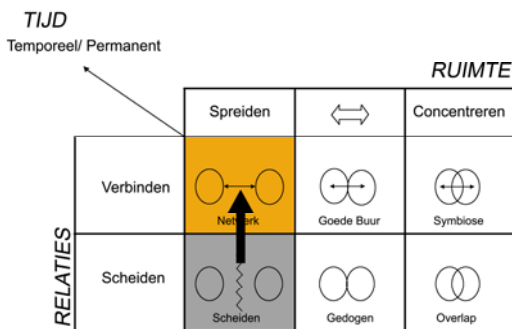 TIJD
Temporeel/ Permanent
RUIMTE
Spreiden
Concentreren
RELATIES
Verbinden
Netwerk
Goede Buur
Symbiose
Scheiden
Scheiden
Gedogen
Overlap